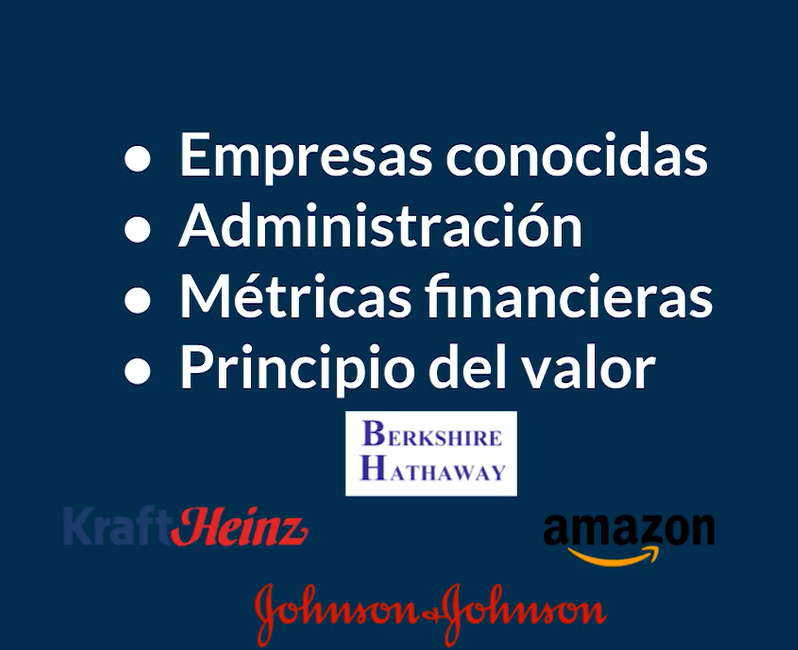 ● Empresas conocidas
● Administración
● Métricas financieras
● Principio del valor
BERKSHIRE
HATHAWAY
KraftHeinz
amazon
Johnson&Johnson